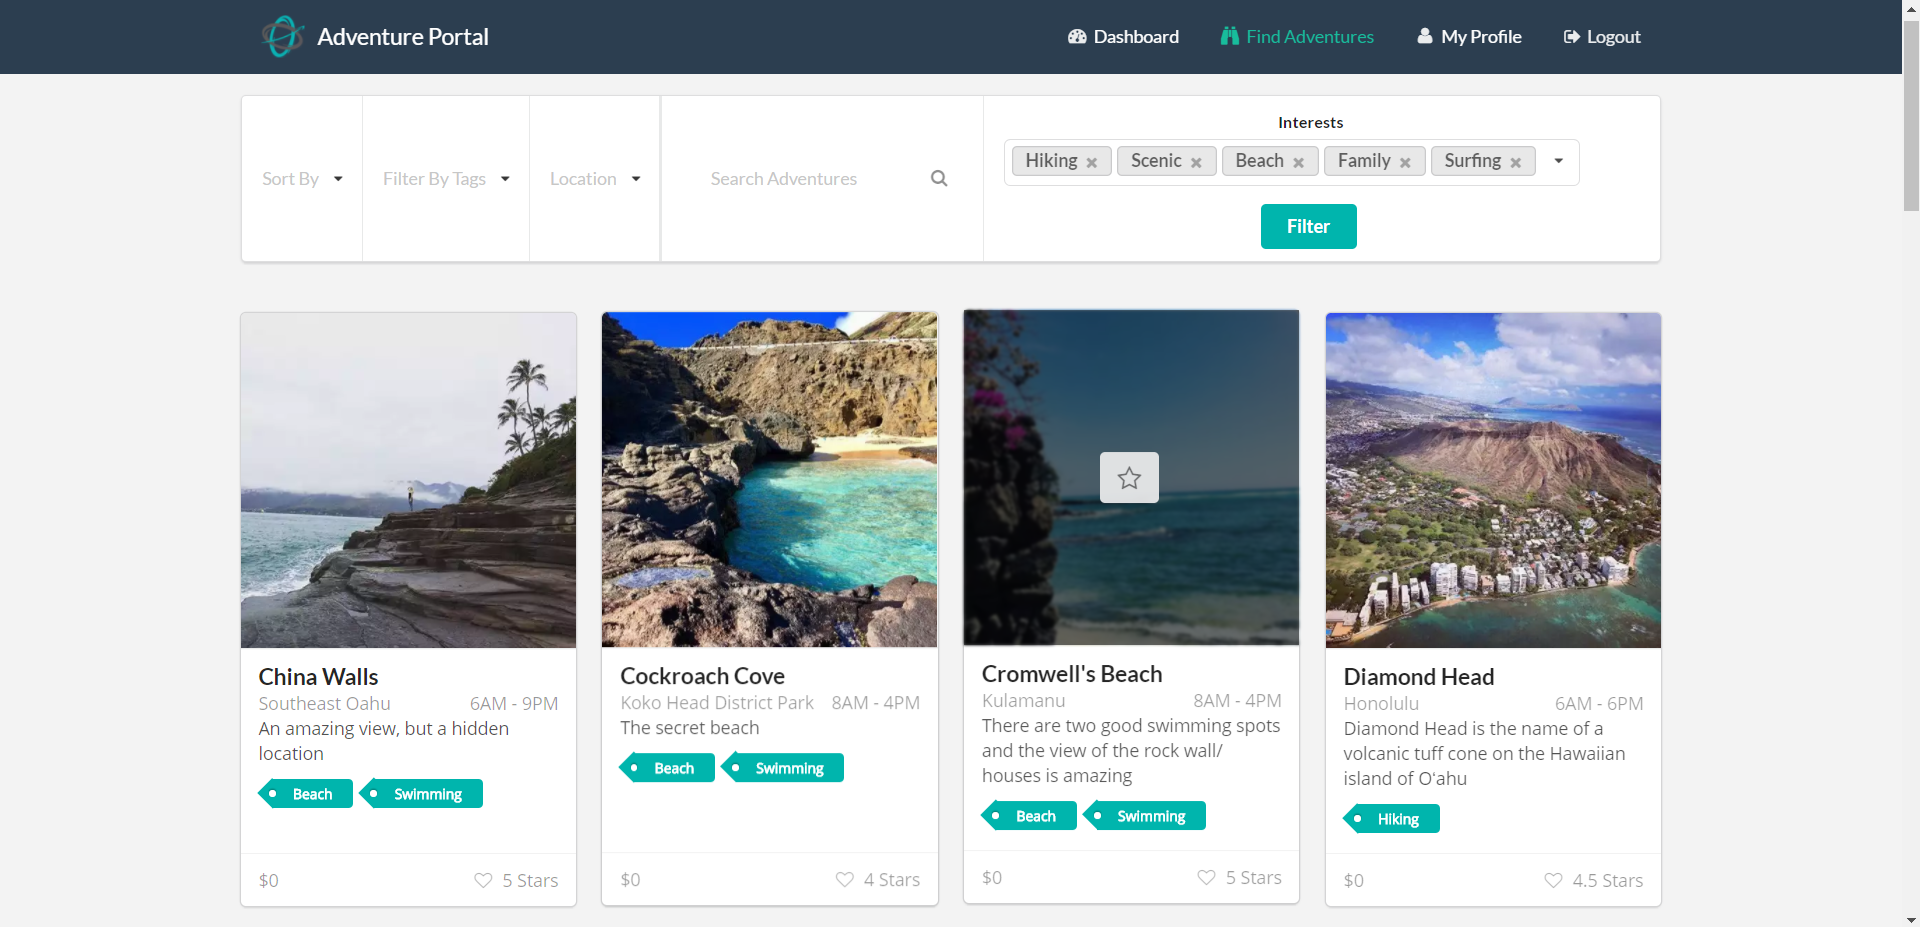 Adventure Portal
Dashboard
Find Adventures
My Profile
Logout
Sort By
Filter By Tags
Location
Search Adventures
Interests
Hiking
Scenic
Beach
Family
Surfing
Filter
China Walls
Southeast Oahu 6AM - 9PM
An amazing view, but a hidden
location
Beach Swimming
$0 5 Stars
Cockroach Cove
Koko Head District Park 8AM - 4PM
The secret beach
Beach Swimming
$0 4 Stars
Cromwell's Beach
Kulamanu 8AM - 4PM
There are two good swimming spots
and the view of the rock wall/
houses is amazing
Beach Swimming
$0 5 Stars
Diamond Head
Honolulu 6AM - 6PM
Diamond Head is the name of a
volcanic tuff cone on the Hawaiian
island of Oʻahu
Hiking
$0 4.5 Stars